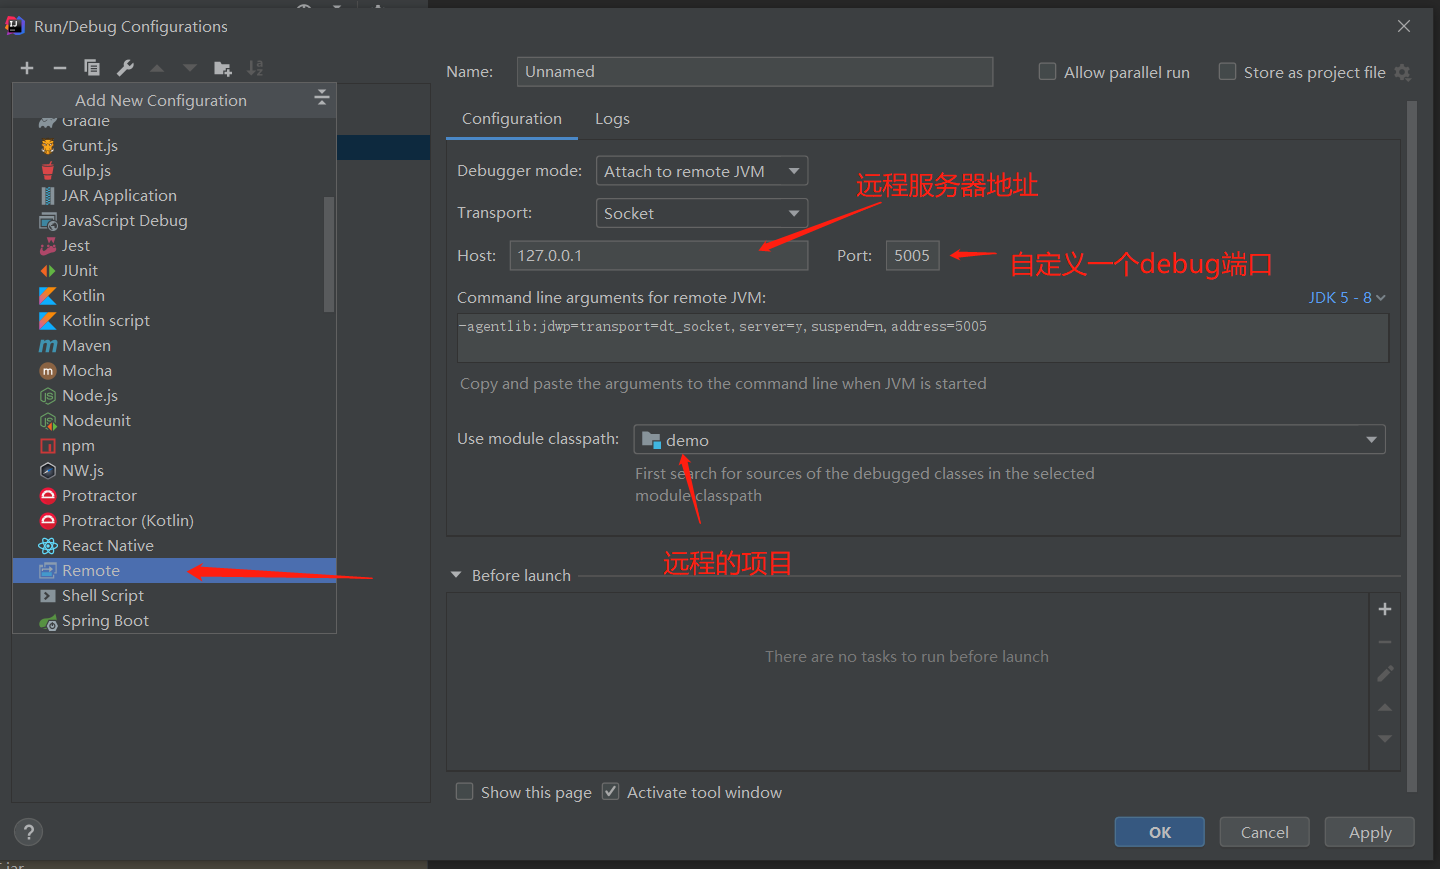 Run/Debug Configurations
Name: Unnamed
Allow parallel run
Store as project file
Add New Configuration
Gradle
Grunt.js
Gulp.js
JAR Application
JavaScript Debug
Jest
JUnit
Kotlin
Kotlin script
Maven
Mocha
Node.js
Nodeunit
npm
NW.js
Protractor
Protractor (Kotlin)
React Native
Remote
Shell Script
Spring Boot
Configuration Logs
Debugger mode: Attach to remote JVM
远程服务器地址
Transport: Socket
Host: 127.0.0.1 Port: 5005
自定义一个debug端口
Command line arguments for remote JVM: JDK 5 - 8
-agentlib:jdwp=transport=dt_socket,server=y,suspend=n,address=5005
Copy and paste the arguments to the command line when JVM is started
Use module classpath: demo
First search for sources of the debugged classes in the selected
module classpath
远程的项目
Before launch
There are no tasks to run before launch
Show this page
Activate tool window
?
OK Cancel Apply